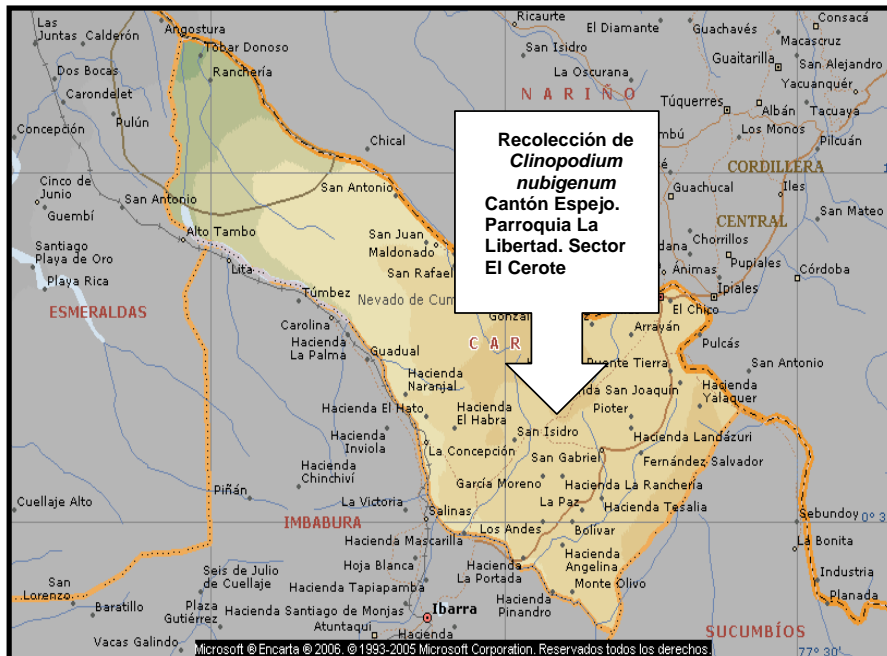 Las
Juntas
Calderón
Angostura
Tobar Donoso
Ranchería
Dos Bocas
Carondelet
Pulún
Concepción
Ricaurte
El Diamante
Guachavés
Consacá
Macascruz
San Isidro
Guaitarilla
San Alejandro
La Oscurana
Yacuanquér
NARIÑO
Túquerres
Albán
Tacuaya
Los Monos
Pilcuán
Chical
CORDILLERA
Cinco de
Junio
Guembí
San Antonio
San Antonio
Guachucal
Iles
CENTRAL
San Mateo
Recolección de
Clinopodium
nubigenum
Cantón Espejo.
Parroquia La
Libertad. Sector
El Cerote
Santiago
Playa de Oro
Playa Rica
Alto Tambo
Lita
San Juan
Maldonado
San Rafael
Chorrillos
Pupiales
Animas
Córdoba
Ipiales
ESMERALDAS
Túmbez
Nevado de Cum
El Chico
Carolina
Hacienda
La Palma
CAR
Arrayán
Pulcás
Guadual
Puente Tierra
San Antonio
Hacienda
Naranjal
San Joaquín
Hacienda
Yalaquer
Hacienda El Hato
Hacienda
El Habra
Pioter
Hacienda
Inviola
San Isidro
Hacienda Landázuri
La Concepción
San Gabriel
Fernández Salvador
Hacienda
Chinchiví
García Moreno
Hacienda La Ranchería
Cuellaje Alto
Piñán
La Victoria
La Paz
Hacienda Tesalia
Salinas
IMBABURA
Los Andes
Bolívar
Sebundoy
0° 3
Hacienda Mascarilla
La Bonita
Hoja Blanca
Hacienda
La Portada
Hacienda
Angelina
San
Lorenzo
Seis de Julio
de Cuellaje
Hacienda Tapiapamba
Hacienda
Pinandro
Monte Olivo
Industria
Planada
Baratillo
Plaza
Gutiérrez
Hacienda Santiago de Monjas
Ibarra
Atuntaqui
Hacienda
SUCUMBÍOS
Vacas Galindo
Microsoft ® Encarta ® 2006. © 1993-2005 Microsoft Corporation. Reservados todos los derechos.
77° 30'